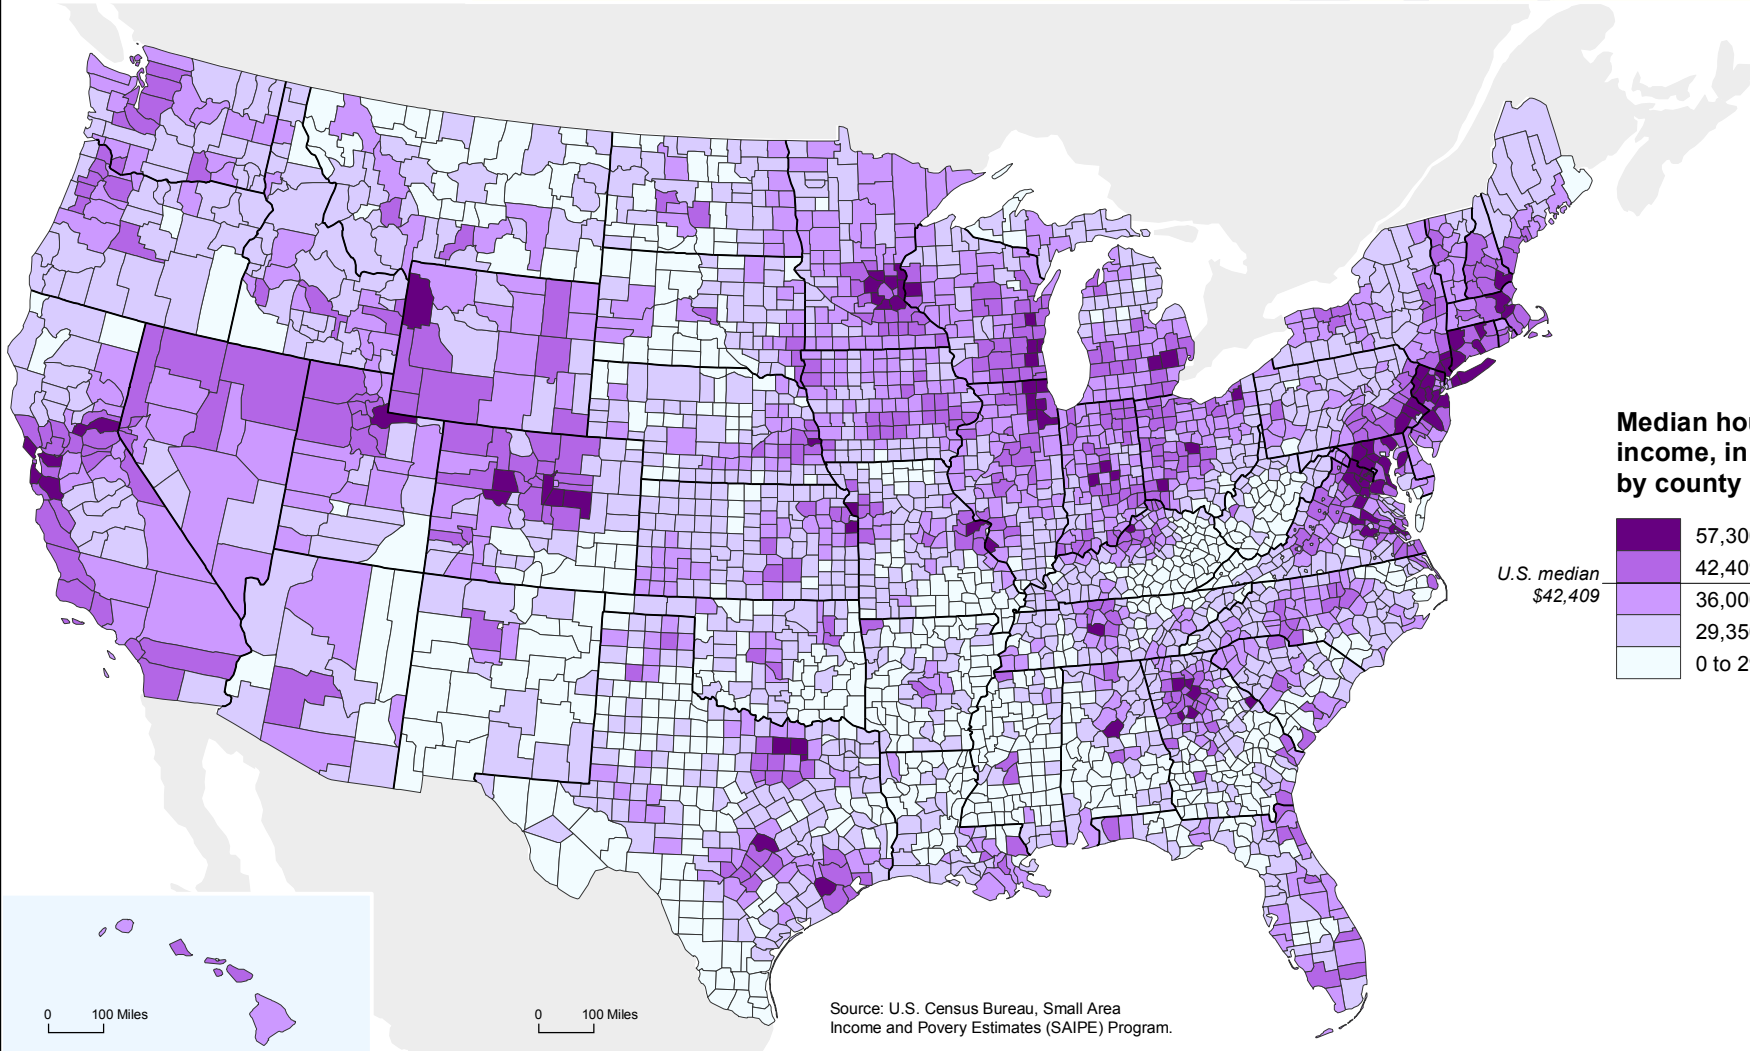 Median hou
income, in
by county
57,30
42,40
U.S. median
$42,409
36,00
29,35
0 to 2
0 100 Miles
0 100 Miles
Source: U.S. Census Bureau, Small Area
Income and Povery Estimates (SAIPE) Program.